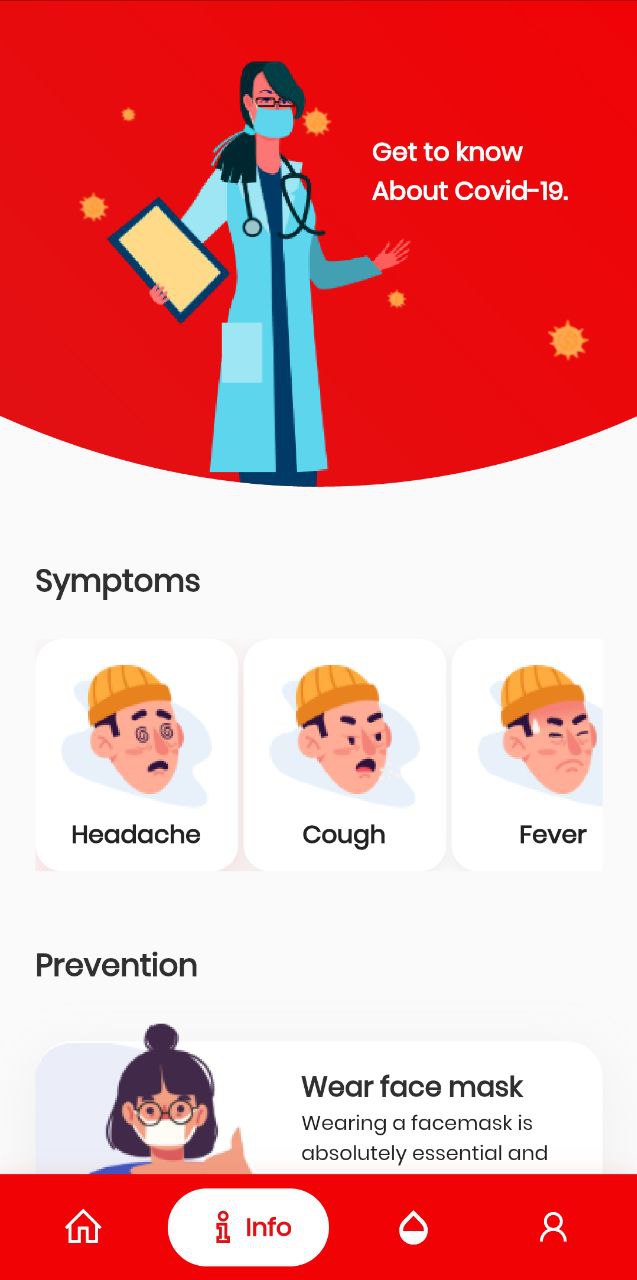 Get to know
About Covid-19.
Symptoms
Headache
Cough
Fever
Prevention
Wear face mask
Wearing a facemask is
absolutely essential and
Info